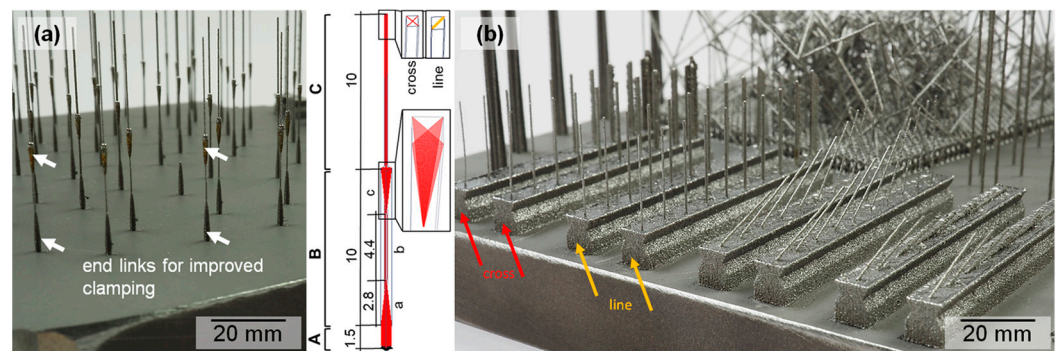 (a)
end links for improved
clamping
20 mm
C
B
A
10
10
1.5
c
4.4
b
2.8
a
cross
line
(b)
cross
line
20 mm